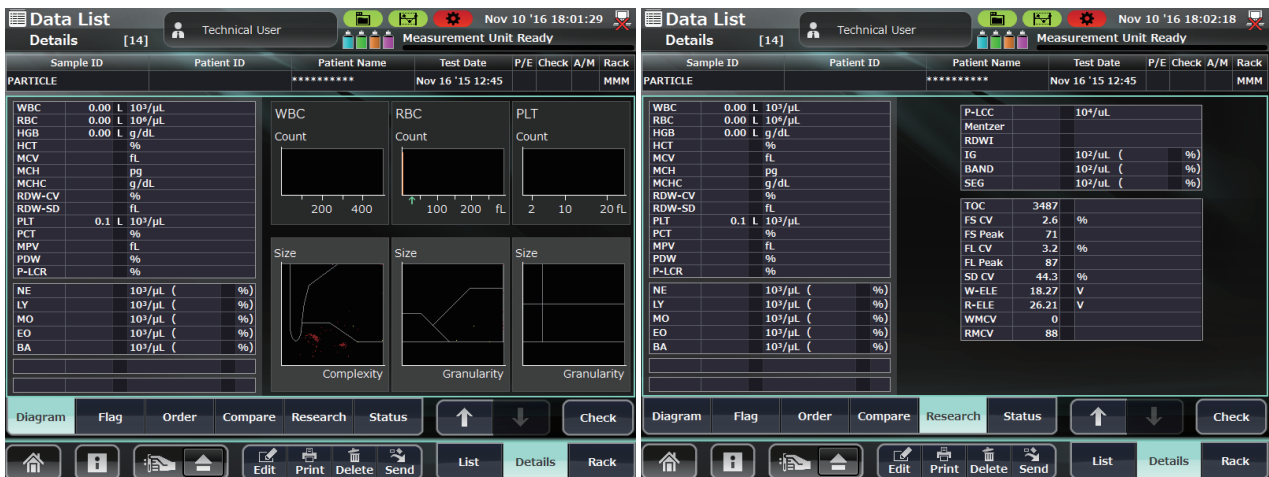 Data List
Details [14]
Technical User
Nov 10 '16 18:01:29
Measurement Unit Ready
Sample ID Patient ID Patient Name Test Date P/E Check A/M Rack
PARTICLE ********** Nov 16 '15 12:45 MMM
WBC 0.00 L 10³/µL
RBC 0.00 L 10⁶/µL
HGB 0.00 L g/dL
HCT %
MCV fL
MCH pg
MCHC g/dL
RDW-CV %
RDW-SD fL
PLT 0.1 L 10³/µL
PCT %
MPV fL
PDW %
P-LCR %
NE 10³/µL ( %)
LY 10³/µL ( %)
MO 10³/µL ( %)
EO 10³/µL ( %)
BA 10³/µL ( %)
WBC RBC PLT
Count Count Count
200 400 100 200 fL 2 10 20 fL
Size Size Size
Complexity Granularity Granularity
Diagram Flag Order Compare Research Status Check
Edit Print Delete Send List Details Rack
Data List
Details [14]
Technical User
Nov 10 '16 18:02:18
Measurement Unit Ready
Sample ID Patient ID Patient Name Test Date P/E Check A/M Rack
PARTICLE ********** Nov 16 '15 12:45 MMM
WBC 0.00 L 10³/µL
RBC 0.00 L 10⁶/µL
HGB 0.00 L g/dL
HCT %
MCV fL
MCH pg
MCHC g/dL
RDW-CV %
RDW-SD fL
PLT 0.1 L 10³/µL
PCT %
MPV fL
PDW %
P-LCR %
NE 10³/µL ( %)
LY 10³/µL ( %)
MO 10³/µL ( %)
EO 10³/µL ( %)
BA 10³/µL ( %)
P-LCC 10⁴/uL
Mentzer
RDWI
IG 10²/uL ( %)
BAND 10²/uL ( %)
SEG 10²/uL ( %)
TOC 3487
FS CV 2.6 %
FS Peak 71
FL CV 3.2 %
FL Peak 87
SD CV 44.3 %
W-ELE 18.27 V
R-ELE 26.21 V
WMCV 0
RMCV 88
Diagram Flag Order Compare Research Status Check
Edit Print Delete Send List Details Rack